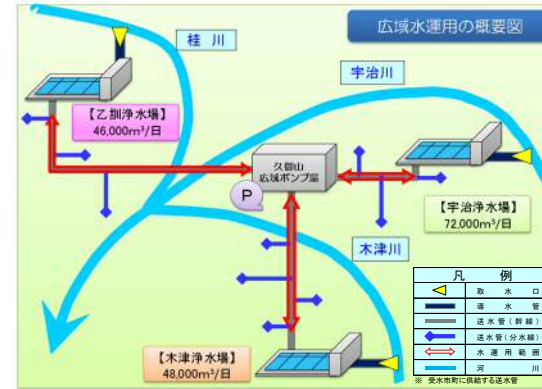 広域水運用の概要図
桂 川
宇治川
【乙訓浄水場】
46,000m³/日
久御山
広域ポンプ場
P
【宇治浄水場】
72,000m³/日
木津川
【木津浄水場】
48,000m³/日
凡 例
取 水 口
導 水 管
送水管(幹線)
送水管(分水線)
水 運 用 範 囲
河 川
※ 受水市町に供給する送水管